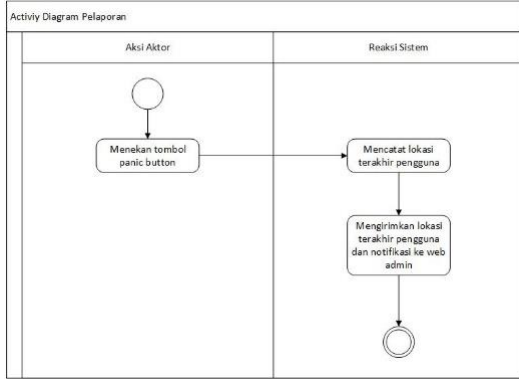 Activiy Diagram Pelaporan
Aksi Aktor
Reaksi Sistem
Menekan tombol
panic button
Mencatat lokasi
terakhir pengguna
Mengirimkan lokasi
terakhir pengguna
dan notifikasi ke web
admin